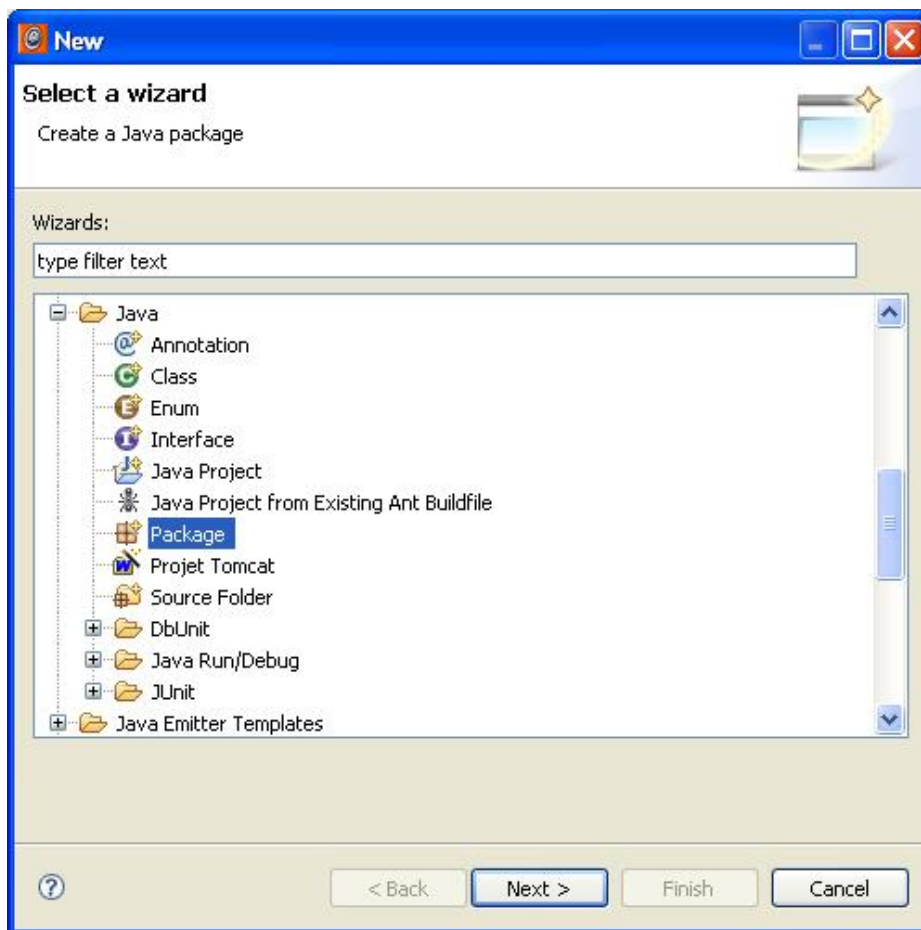 New
Select a wizard
Create a Java package
Wizards:
type filter text
Java
Annotation
Class
Enum
Interface
Java Project
Java Project from Existing Ant Buildfile
Package
Projet Tomcat
Source Folder
DbUnit
Java Run/Debug
JUnit
Java Emitter Templates
< Back Next > Finish Cancel